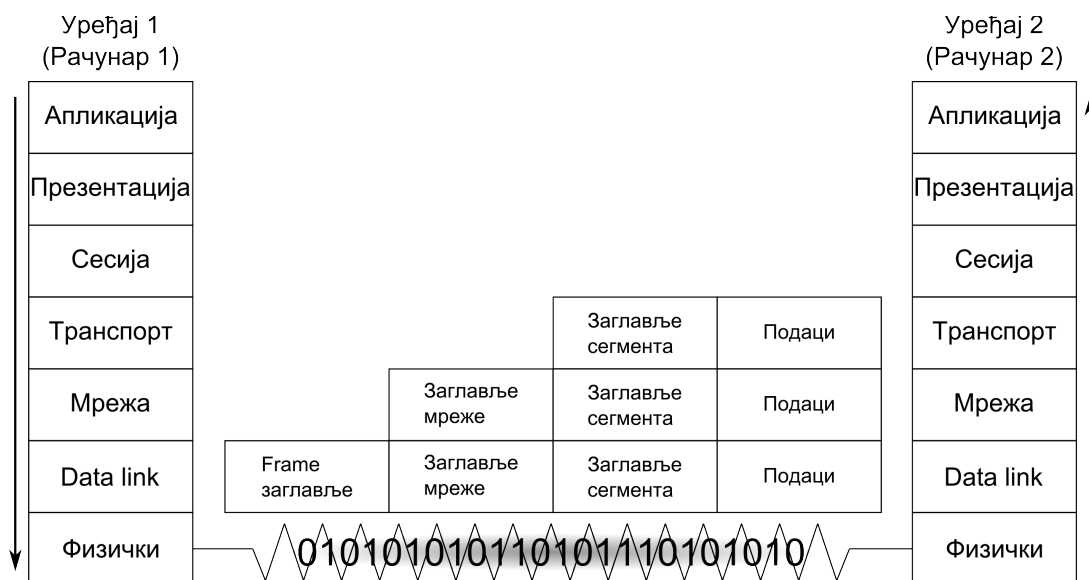 Уређај 1
(Рачунар 1)
Уређај 2
(Рачунар 2)
Апликација
Апликација
Презентација
Презентација
Сесија
Сесија
Транспорт
Заглавље
сегмента
Подаци
Транспорт
Мрежа
Заглавље
мреже
Заглавље
сегмента
Подаци
Мрежа
Data link
Frame
заглавље
Заглавље
мреже
Заглавље
сегмента
Подаци
Data link
Физички
0101010101101011110101010
Физички